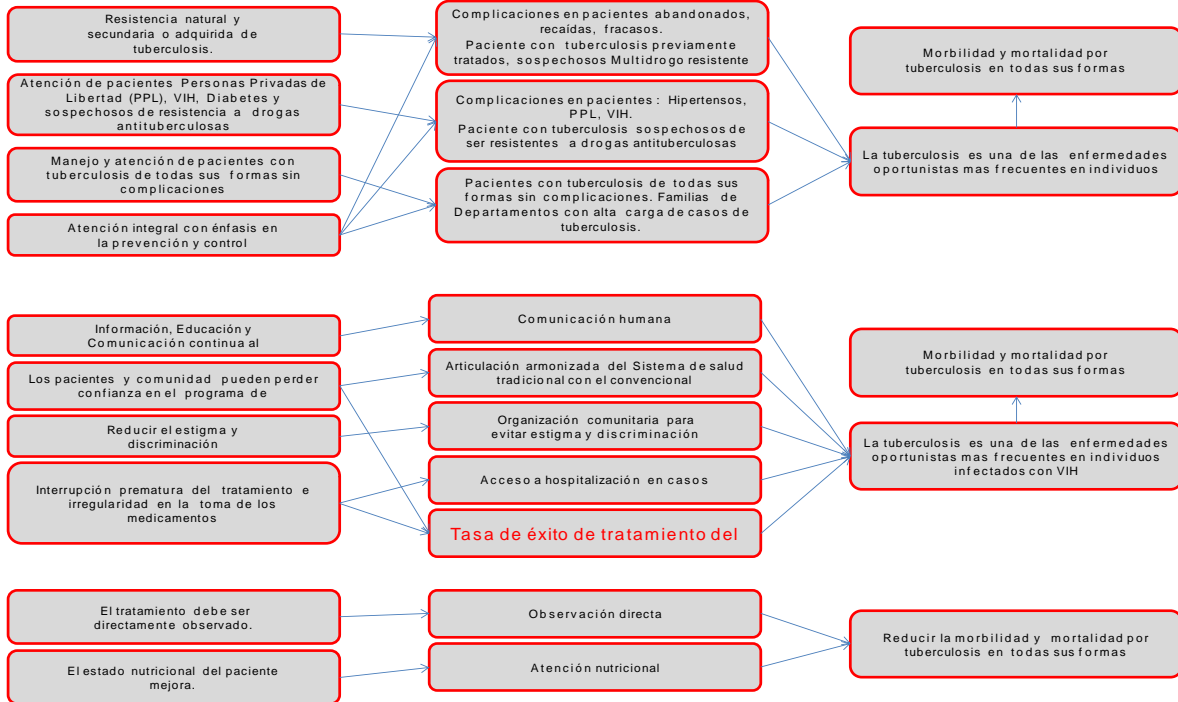 Resistencia natural y
secundaria o adquirida de
tuberculosis.
Atención de pacientes Personas Privadas de
Libertad (PPL), VIH, Diabetes y
sospechosos de resistencia a drogas
antituberculosas
Manejo y atención de pacientes con
tuberculosis de todas sus formas sin
complicaciones
Atención integral con énfasis en
la prevención y control
Complicaciones en pacientes abandonados,
recaídas, fracasos.
Paciente con tuberculosis previamente
tratados, sospechosos Multidrogo resistente
Complicaciones en pacientes : Hipertensos,
PPL, VIH.
Paciente con tuberculosis sospechosos de
ser resistentes a drogas antituberculosas
Pacientes con tuberculosis de todas sus
formas sin complicaciones. Familias de
Departamentos con alta carga de casos de
tuberculosis.
Morbilidad y mortalidad por
tuberculosis en todas sus formas
La tuberculosis es una de las enfermedades
oportunistas mas frecuentes en individuos
Información, Educación y
Comunicación continua al
Los pacientes y comunidad pueden perder
confianza en el programa de
Reducir el estigma y
discriminación
Interrupción prematura del tratamiento e
irregularidad en la toma de los
medicamentos
Comunicación humana
Articulación armonizada del Sistema de salud
tradicional con el convencional
Organización comunitaria para
evitar estigma y discriminación
Acceso a hospitalización en casos
Tasa de éxito de tratamiento del
Morbilidad y mortalidad por
tuberculosis en todas sus formas
La tuberculosis es una de las enfermedades
oportunistas mas frecuentes en individuos
infectados con VIH
El tratamiento debe ser
directamente observado.
El estado nutricional del paciente
mejora.
Observación directa
Atención nutricional
Reducir la morbilidad y mortalidad por
tuberculosis en todas sus formas